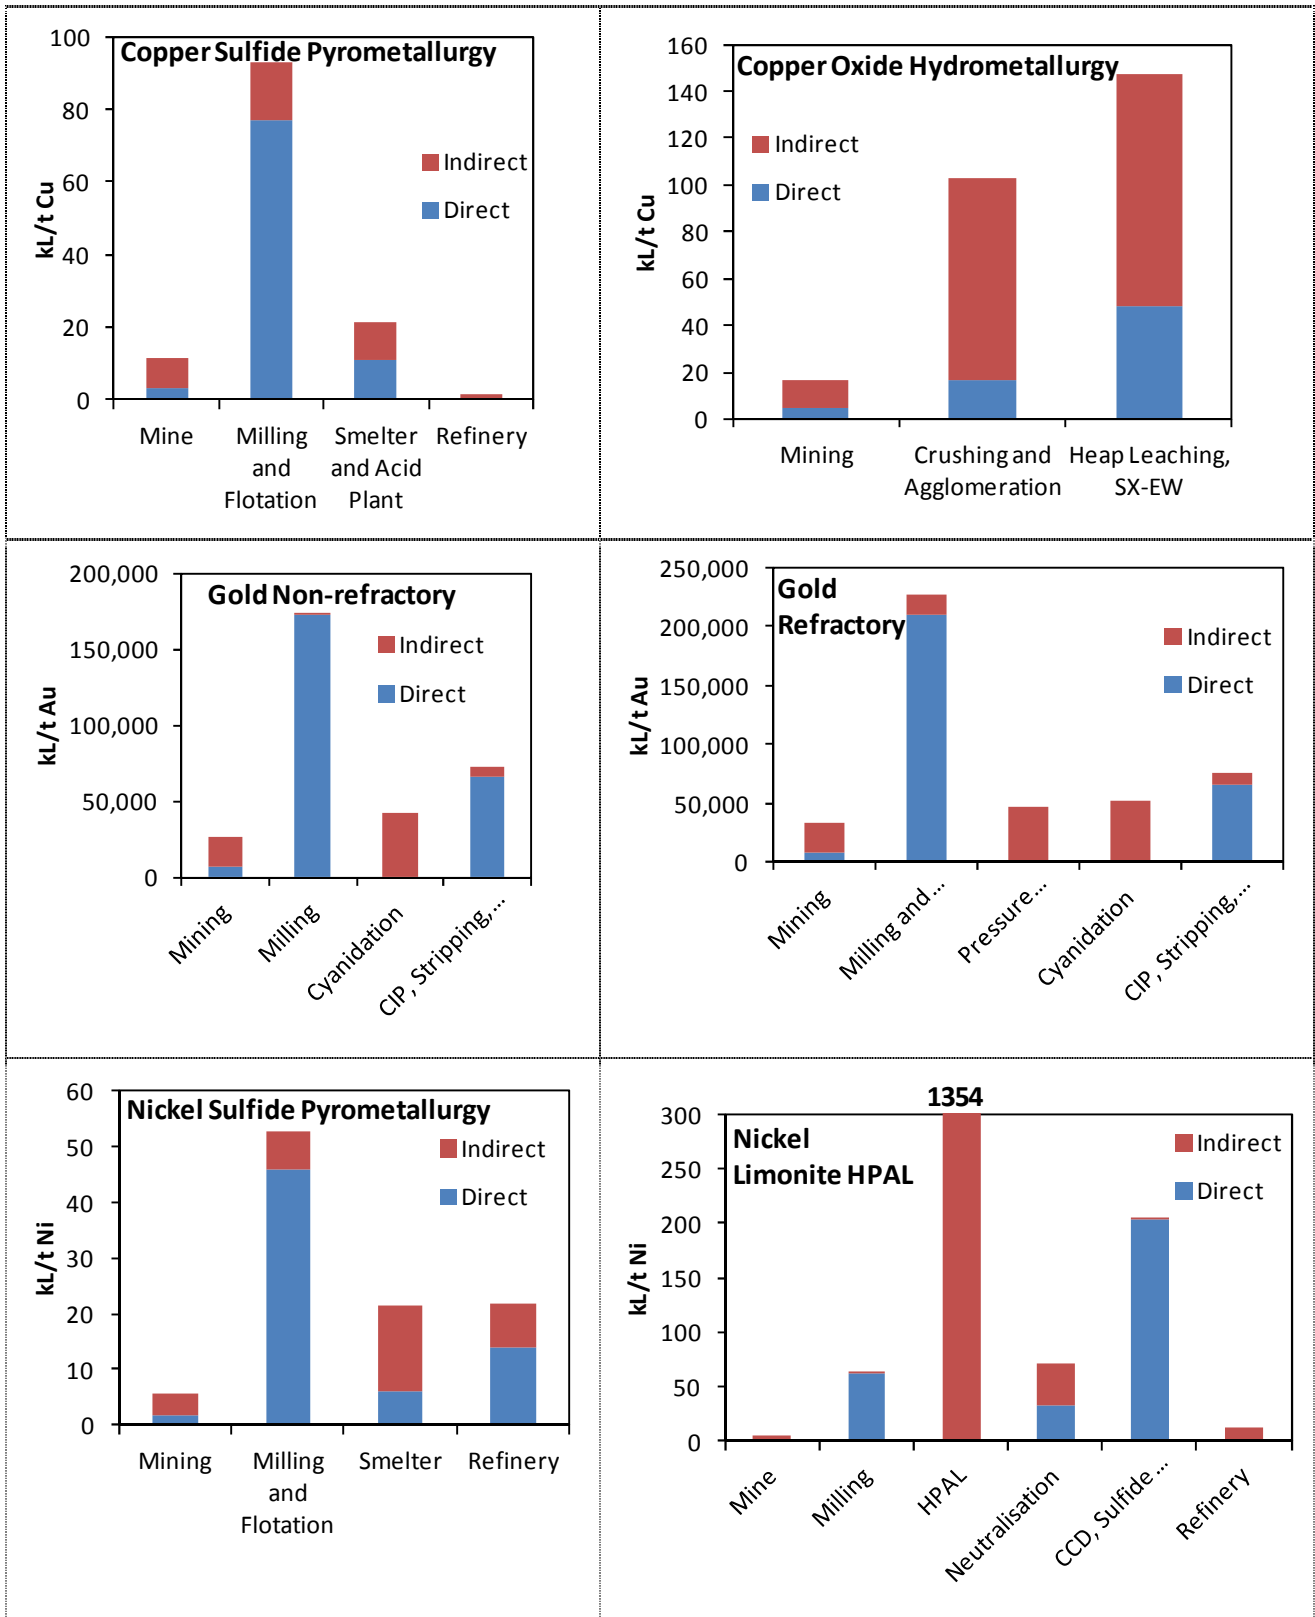 Copper Sulfide Pyrometallurgy
100
80
60
40
20
0
kL/t Cu
Indirect
Direct
Mine
Milling
and
Flotation
Smelter
and Acid
Plant
Refinery
Copper Oxide Hydrometallurgy
160
140
120
100
80
60
40
20
0
kL/t Cu
Indirect
Direct
Mining
Crushing and
Agglomeration
Heap Leaching,
SX-EW
Gold Non-refractory
200,000
150,000
100,000
50,000
0
kL/t Au
Indirect
Direct
Mining
Milling
Cyanidation
CIP, Stripping,...
Gold
Refractory
250,000
200,000
150,000
100,000
50,000
0
kL/t Au
Indirect
Direct
Mining
Milling and...
Pressure...
Cyanidation
CIP, Stripping,...
Nickel Sulfide Pyrometallurgy
60
50
40
30
20
10
0
kL/t Ni
Indirect
Direct
Mining
Milling
and
Flotation
Smelter
Refinery
1354
Nickel
Limonite HPAL
300
250
200
150
100
50
0
kL/t Ni
Indirect
Direct
Mine
Milling
HPAL
Neutralisation
CCD, Sulfide...
Refinery